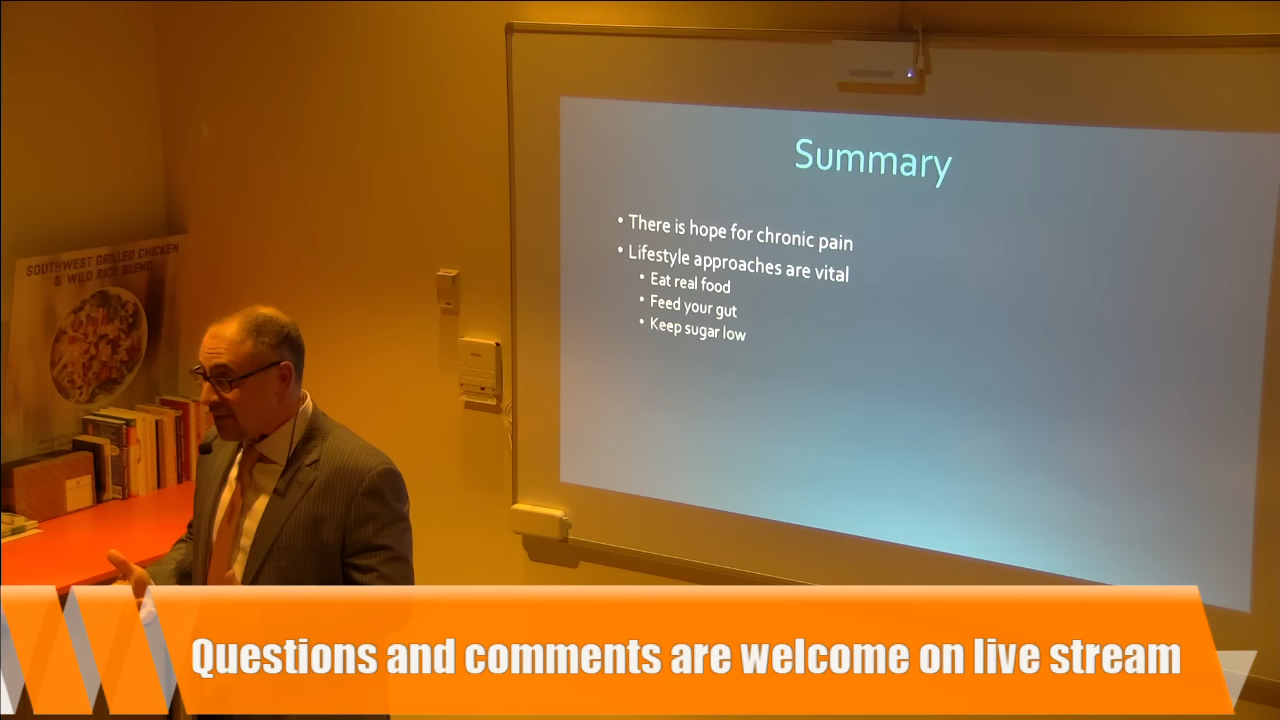 SOUTHWEST GRILLED CHICKEN
& WILD RICE BLEND
Summary
• There is hope for chronic pain
• Lifestyle approaches are vital
• Eat real food
• Feed your gut
• Keep sugar low
Questions and comments are welcome on live stream